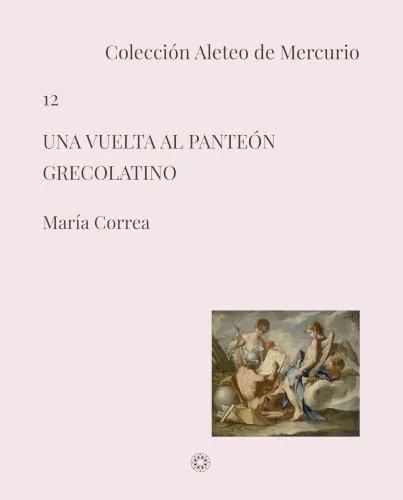 Colección Aleteo de Mercurio
12
UNA VUELTA AL PANTEÓN
GRECOLATINO
María Correa